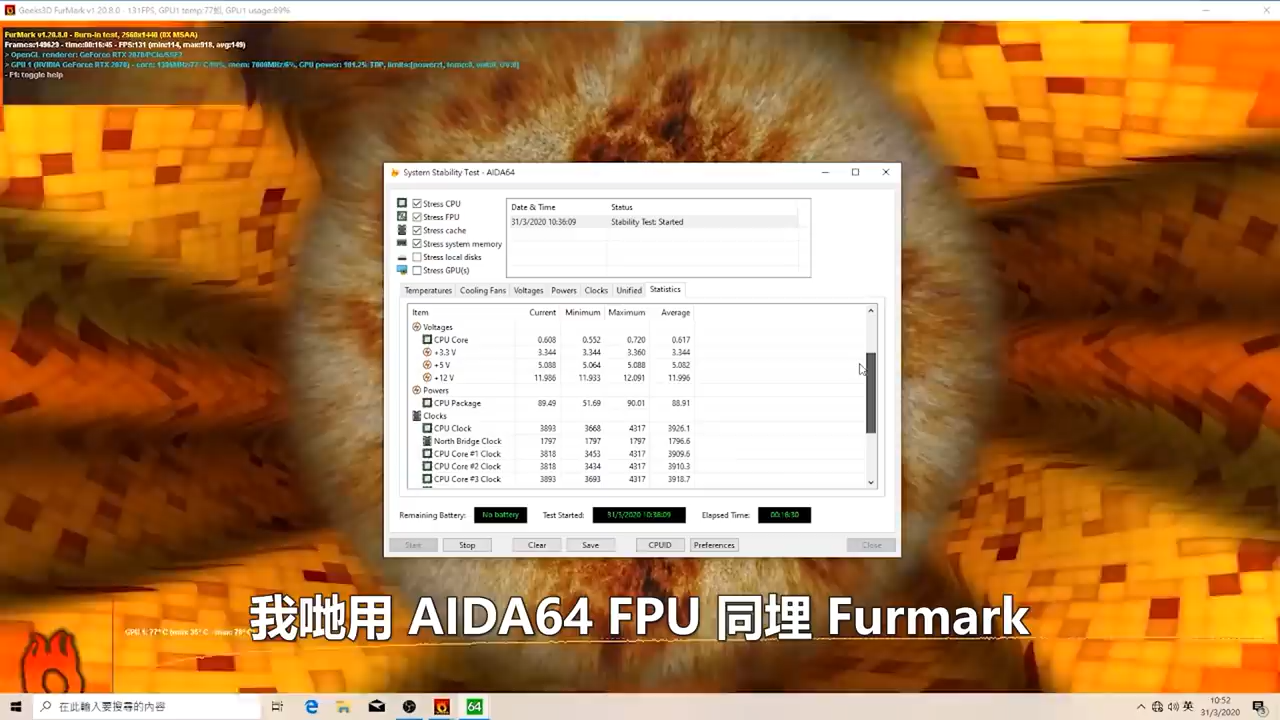 Geeks3D FurMark v1.20.8.0 - 131FPS, GPU1 temp:77
FurMark v1.20.8.0 - Burn-in test, 2560x1440 (0X MSAA)
> OpenGL renderer: GeForce RTX 2070/PCIe/SSE2
- F1: toggle help
System Stability Test - AIDA64
Stress CPU
Stress FPU
Stress cache
Stress system memory
Stress local disks
Stress GPU(s)
Date & Time Status
31/3/2020 10:36:09 Stability Test: Started
Temperatures Cooling Fans Voltages Powers Clocks Unified Statistics
Item Current Minimum Maximum Average
Voltages
CPU Core 0.608 0.552 0.720 0.617
+3.3 V 3.344 3.344 3.360 3.344
+5 V 5.088 5.064 5.088 5.082
+12 V 11.986 11.933 12.091 11.996
Powers
CPU Package 89.49 51.69 90.01 88.91
Clocks
CPU Clock 3893 3668 4317 3926.1
North Bridge Clock 1797 1797 1797 1796.6
CPU Core #1 Clock 3818 3453 4317 3909.6
CPU Core #2 Clock 3818 3434 4317 3910.3
CPU Core #3 Clock 3893 3693 4317 3918.7
Remaining Battery: No battery Test Started: Elapsed Time:
Start Stop Clear Save CPUID Preferences Close
我哋用 AIDA64 FPU 同埋 Furmark
在此輸入要搜尋的內容
64
英
10:52
31/3/2020